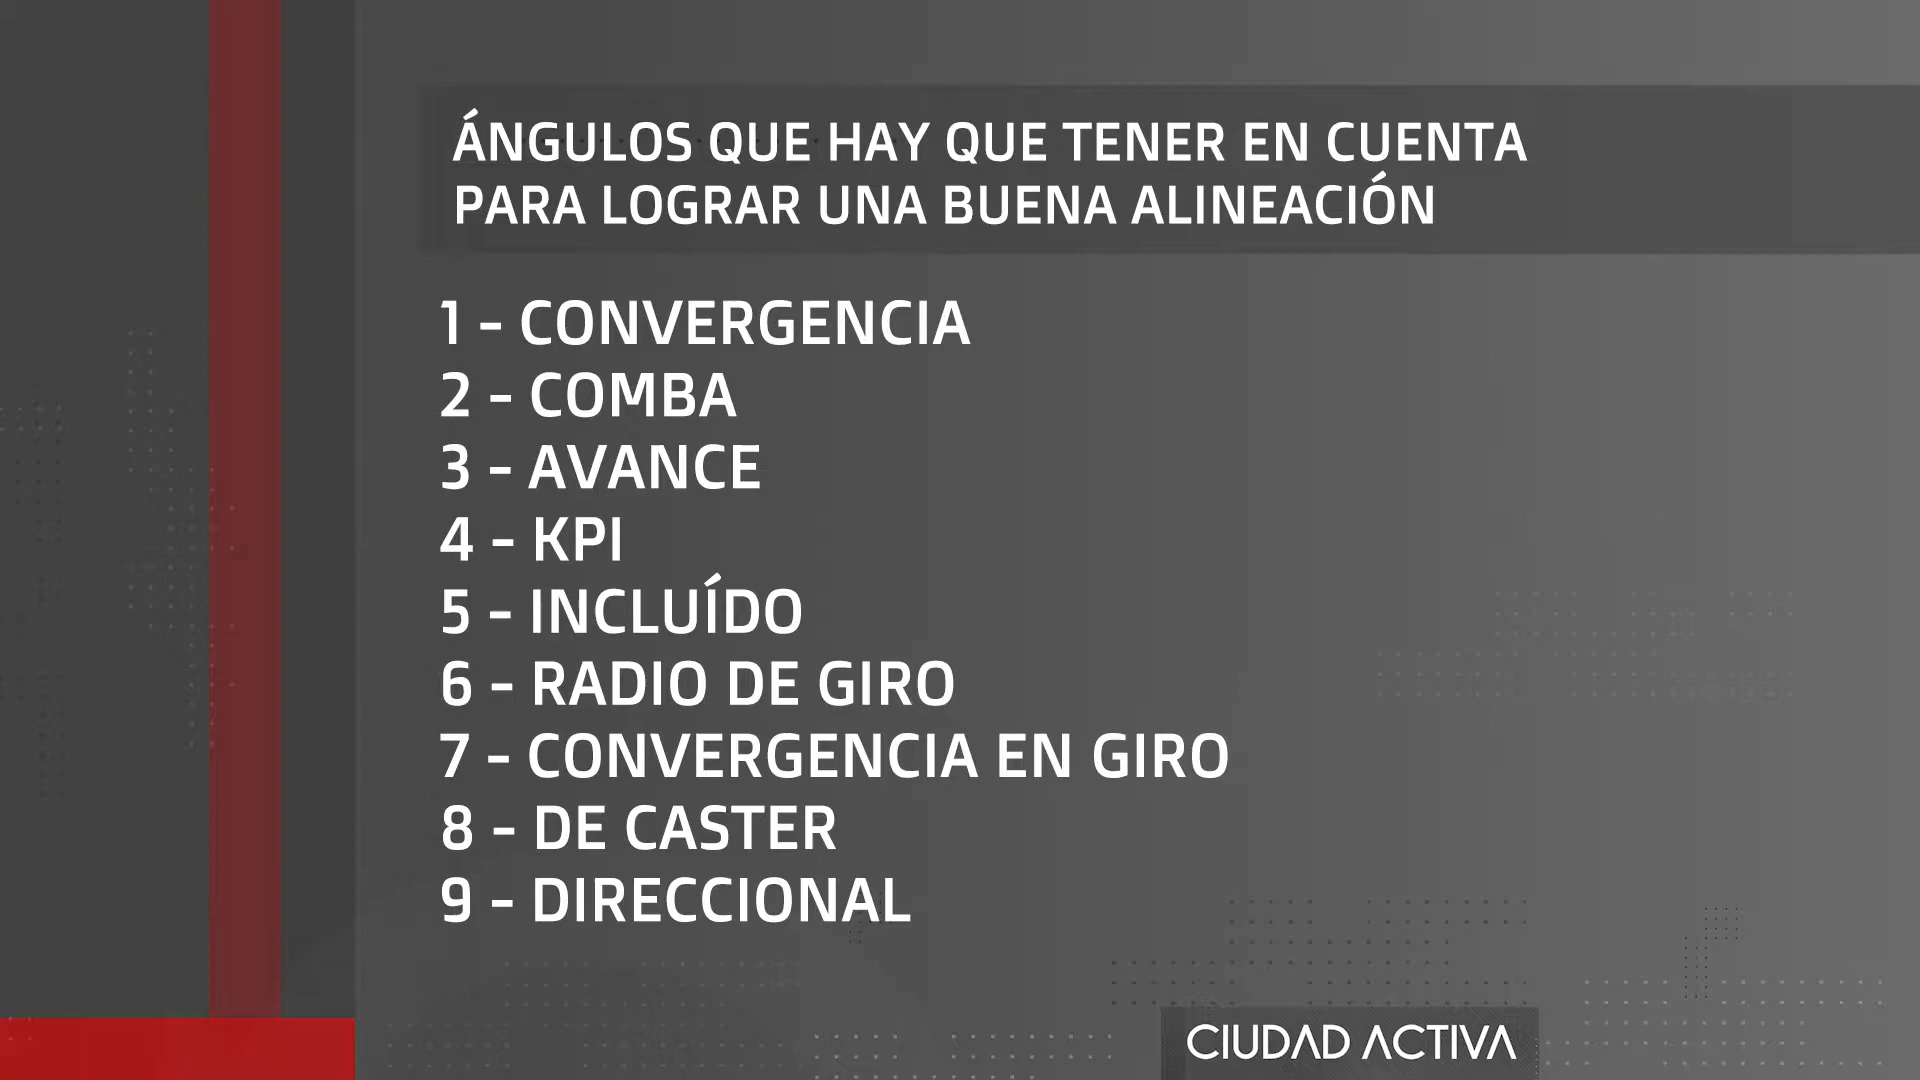 ÁNGULOS QUE HAY QUE TENER EN CUENTA
PARA LOGRAR UNA BUENA ALINEACIÓN
1 - CONVERGENCIA
2 - COMBA
3 - AVANCE
4 - KPI
5 - INCLUÍDO
6 - RADIO DE GIRO
7 - CONVERGENCIA EN GIRO
8 - DE CASTER
9 - DIRECCIONAL
CIUDAD ACTIVA